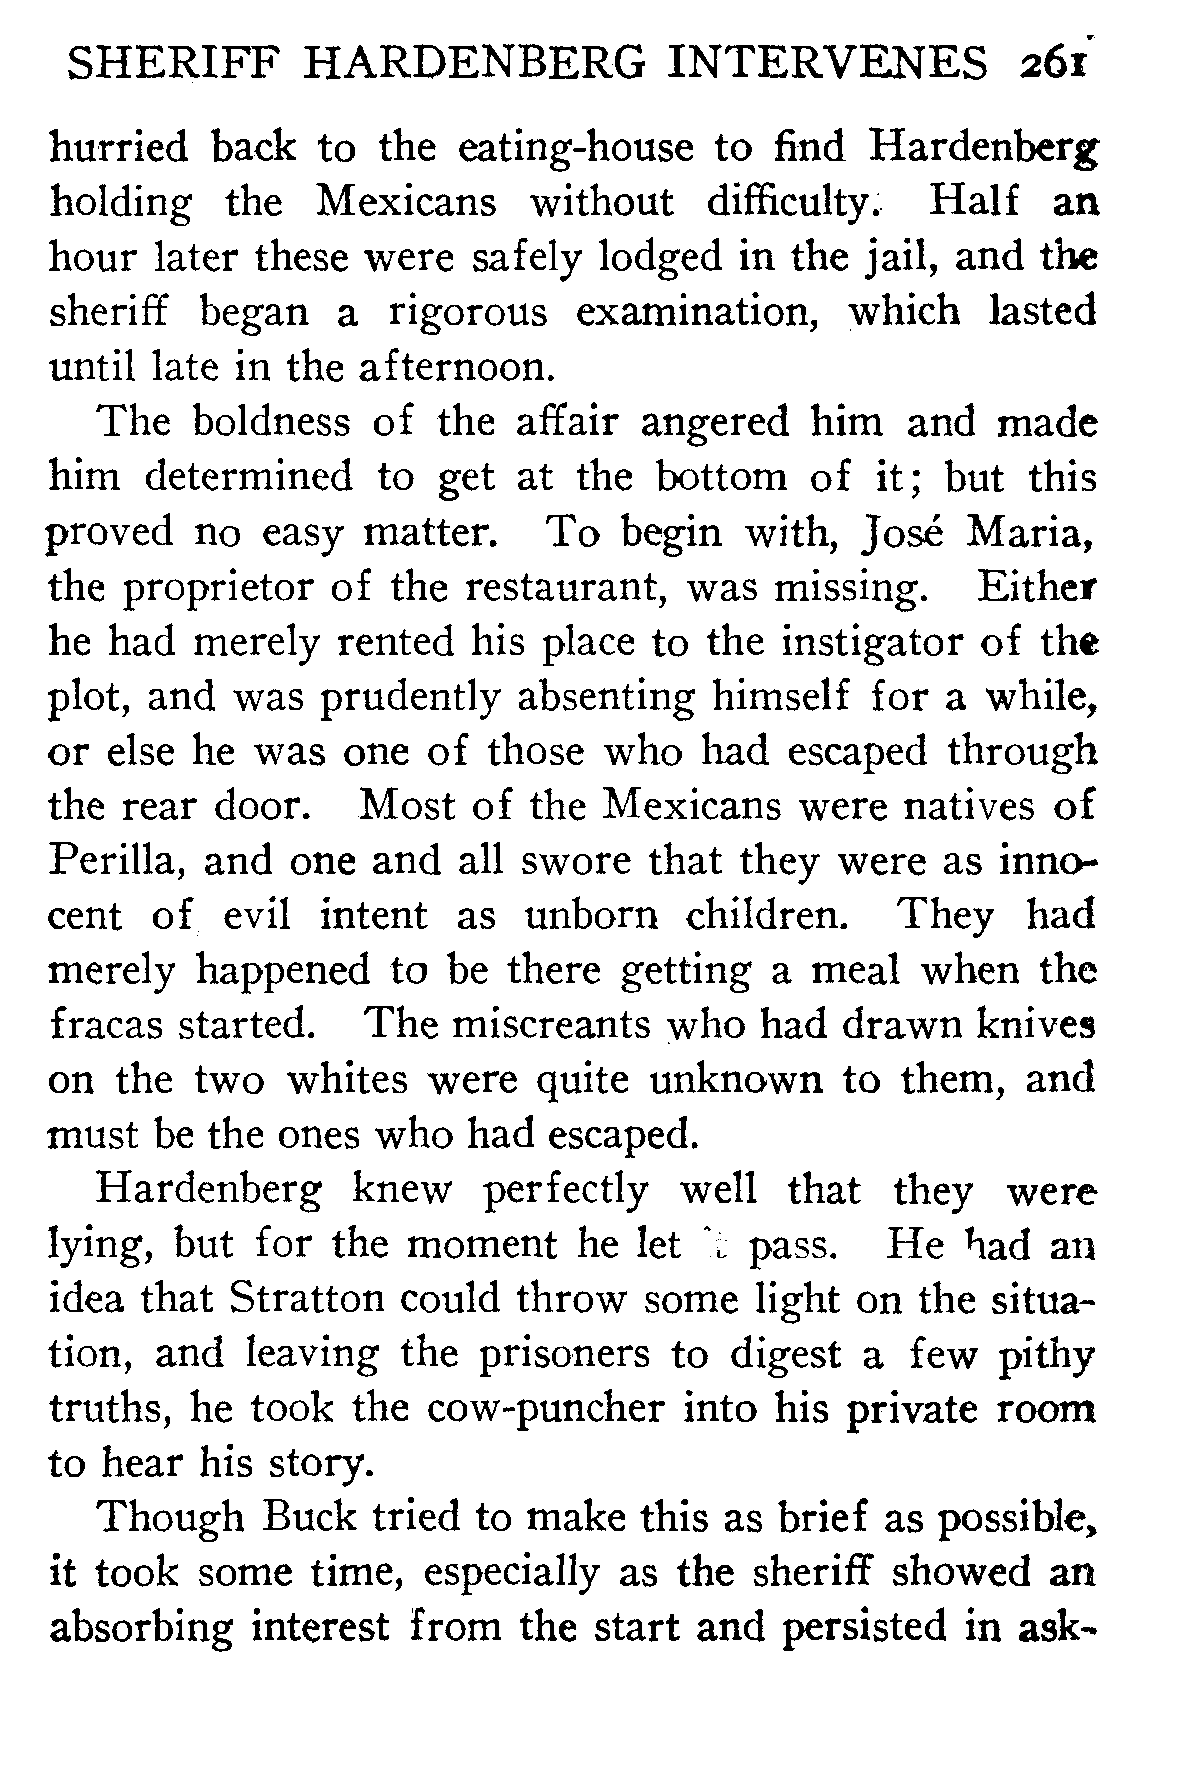 SHERIFF HARDENBERG INTERVENES 261
hurried back to the eating-house to find Hardenberg
holding the Mexicans without difficulty. Half an
hour later these were safely lodged in the jail, and the
sheriff began a rigorous examination, which lasted
until late in the afternoon.
The boldness of the affair angered him and made
him determined to get at the bottom of it; but this
proved no easy matter. To begin with, José Maria,
the proprietor of the restaurant, was missing. Either
he had merely rented his place to the instigator of the
plot, and was prudently absenting himself for a while,
or else he was one of those who had escaped through
the rear door. Most of the Mexicans were natives of
Perilla, and one and all swore that they were as inno-
cent of evil intent as unborn children. They had
merely happened to be there getting a meal when the
fracas started. The miscreants who had drawn knives
on the two whites were quite unknown to them, and
must be the ones who had escaped.
Hardenberg knew perfectly well that they were
lying, but for the moment he let it pass. He had an
idea that Stratton could throw some light on the situa-
tion, and leaving the prisoners to digest a few pithy
truths, he took the cow-puncher into his private room
to hear his story.
Though Buck tried to make this as brief as possible,
it took some time, especially as the sheriff showed an
absorbing interest from the start and persisted in ask-